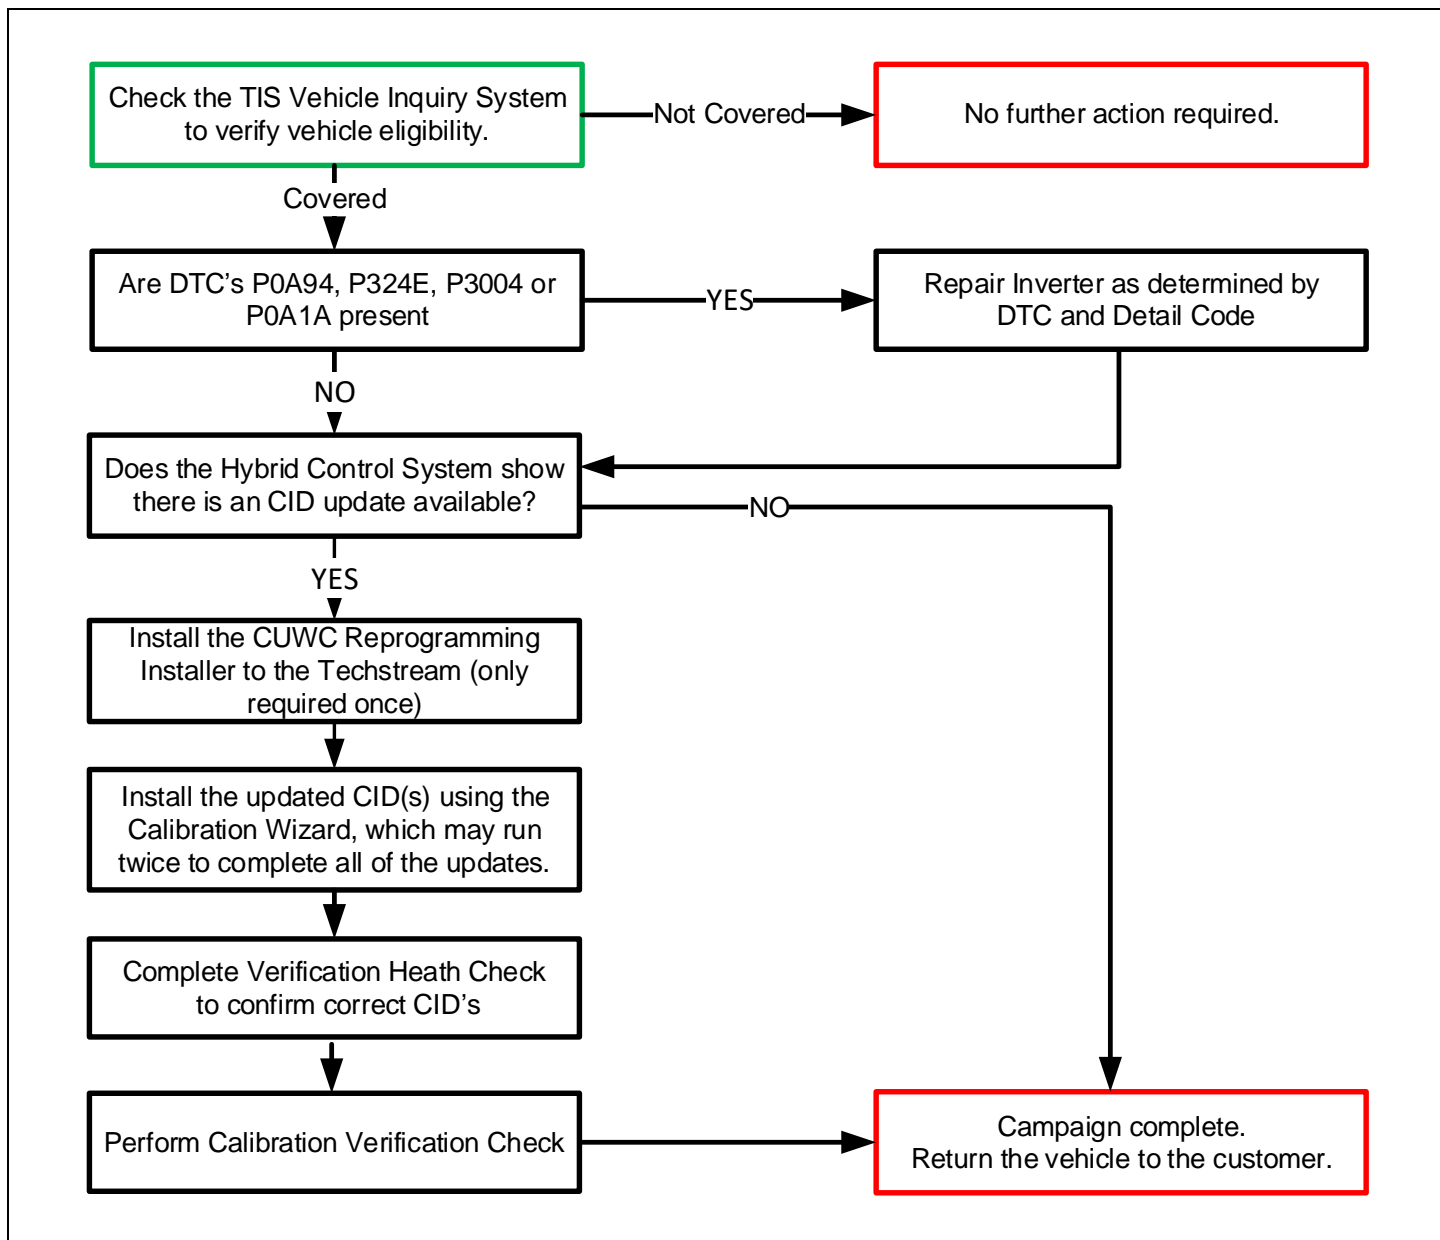 Check the TIS Vehicle Inquiry System
to verify vehicle eligibility.
Not Covered
No further action required.
Covered
Are DTC’s P0A94, P324E, P3004 or
P0A1A present
YES
Repair Inverter as determined by
DTC and Detail Code
NO
Does the Hybrid Control System show
there is an CID update available?
NO
YES
Install the CUWC Reprogramming
Installer to the Techstream (only
required once)
Install the updated CID(s) using the
Calibration Wizard, which may run
twice to complete all of the updates.
Complete Verification Heath Check
to confirm correct CID’s
Perform Calibration Verification Check
Campaign complete.
Return the vehicle to the customer.